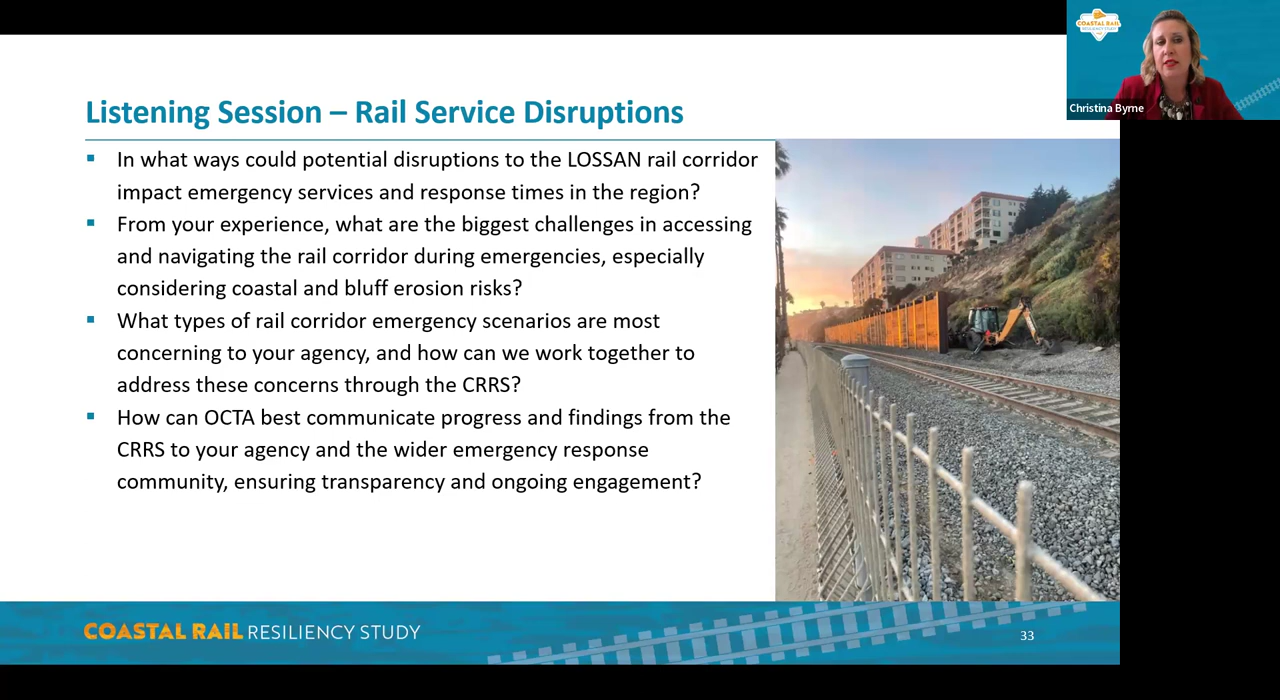 COASTAL RAIL
RESILIENCY STUDY
Christina Byrne
Listening Session – Rail Service Disruptions
▪ In what ways could potential disruptions to the LOSSAN rail corridor
impact emergency services and response times in the region?
▪ From your experience, what are the biggest challenges in accessing
and navigating the rail corridor during emergencies, especially
considering coastal and bluff erosion risks?
▪ What types of rail corridor emergency scenarios are most
concerning to your agency, and how can we work together to
address these concerns through the CRRS?
▪ How can OCTA best communicate progress and findings from the
CRRS to your agency and the wider emergency response
community, ensuring transparency and ongoing engagement?
COASTAL RAIL RESILIENCY STUDY
33